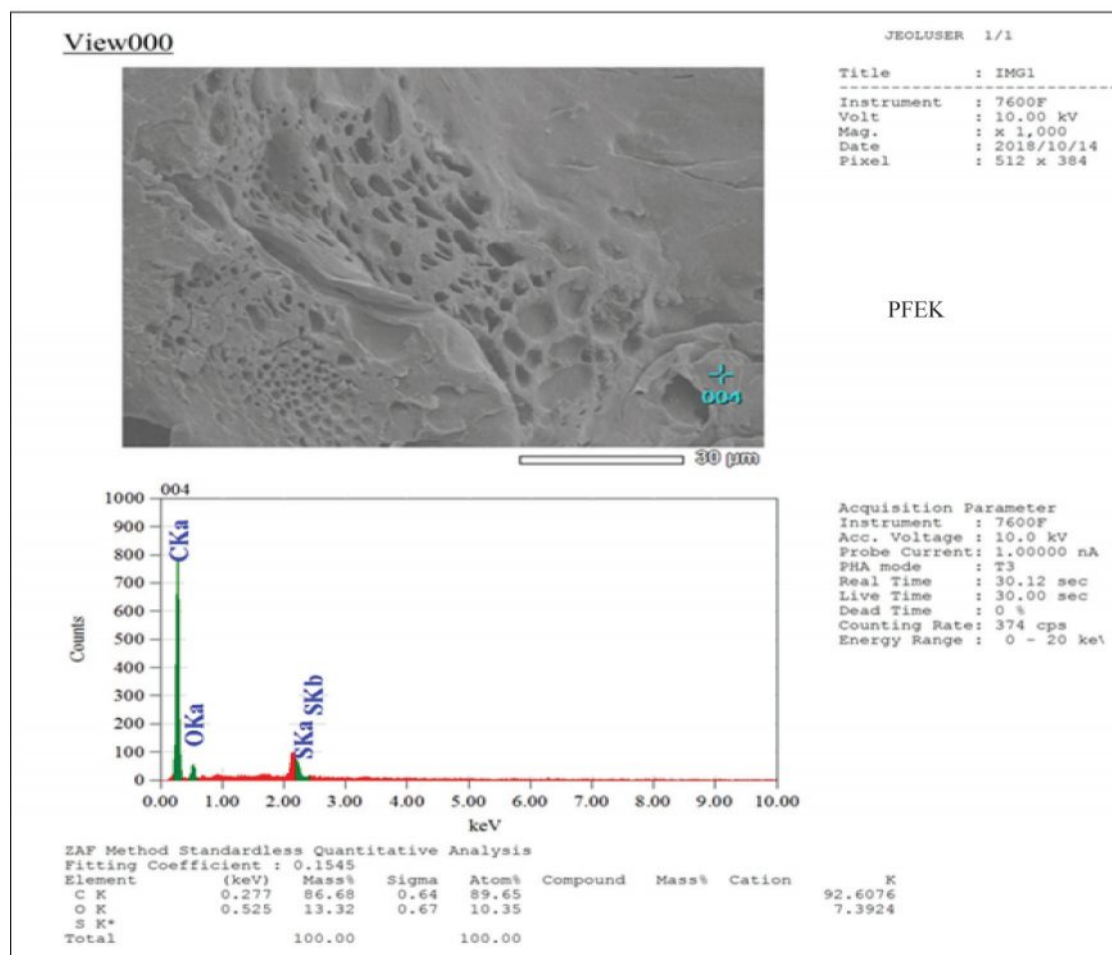 View000
JEOLUSER 1/1
Title : IMG1
Instrument : 7600F
Volt : 10.00 kV
Mag. : x 1,000
Date : 2018/10/14
Pixel : 512 x 384
PFEK
004
30 µm
004
1000
900
800
700
600
500
400
300
200
100
0
Counts
CKa
OKa
SKa
SKb
0.00 1.00 2.00 3.00 4.00 5.00 6.00 7.00 8.00 9.00 10.00
keV
Acquisition Parameter
Instrument : 7600F
Acc. Voltage : 10.0 kV
Probe Current: 1.00000 nA
PHA mode : T3
Real Time : 30.12 sec
Live Time : 30.00 sec
Dead Time : 0 %
Counting Rate: 374 cps
Energy Range : 0 - 20 keV
ZAF Method Standardless Quantitative Analysis
Fitting Coefficient : 0.1545
Element (keV) Mass% Sigma Atom% Compound Mass% Cation K
C K 0.277 86.68 0.64 89.65 92.6076
O K 0.525 13.32 0.67 10.35 7.3924
S K*
Total 100.00 100.00